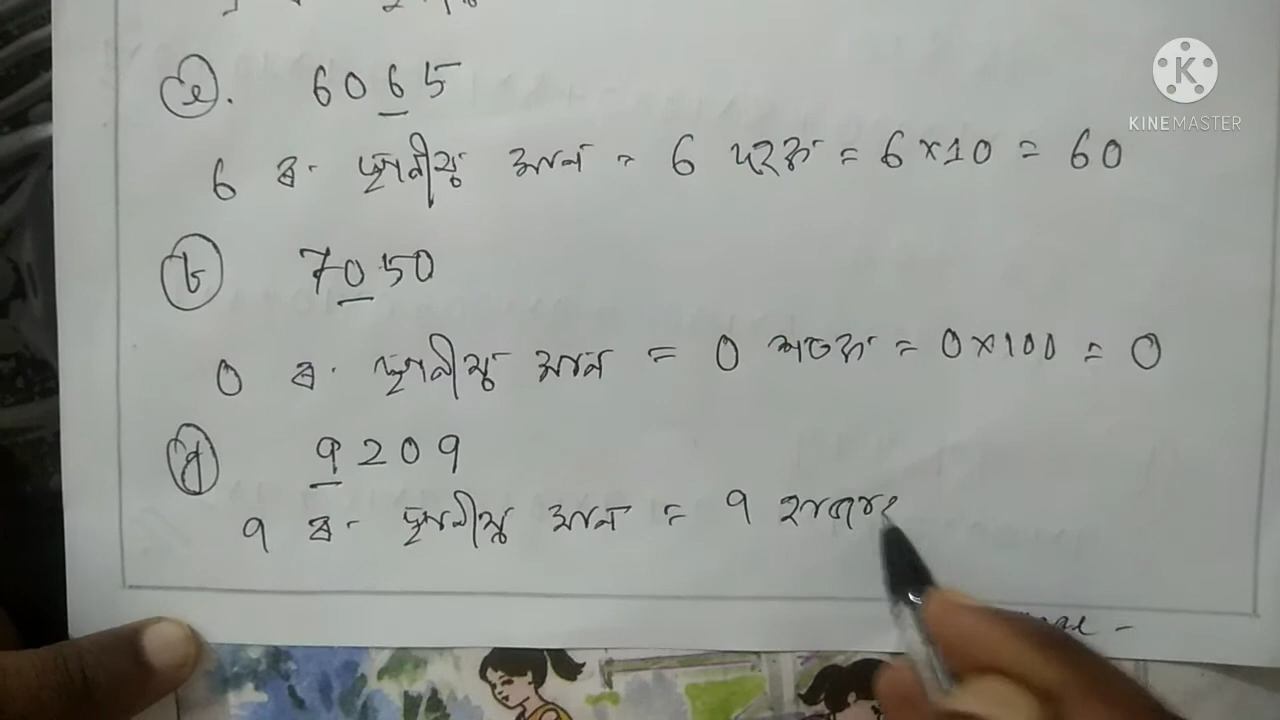 6065
6 ৰ স্থানীয় মান = 6 দহক = 6×10 = 60
চ 7050
0 ৰ স্থানীয় মান = 0 শতক = 0×100 = 0
9209
9 ৰ স্থানীয় মান = 9 হাজাৰ
K
KINEMASTER